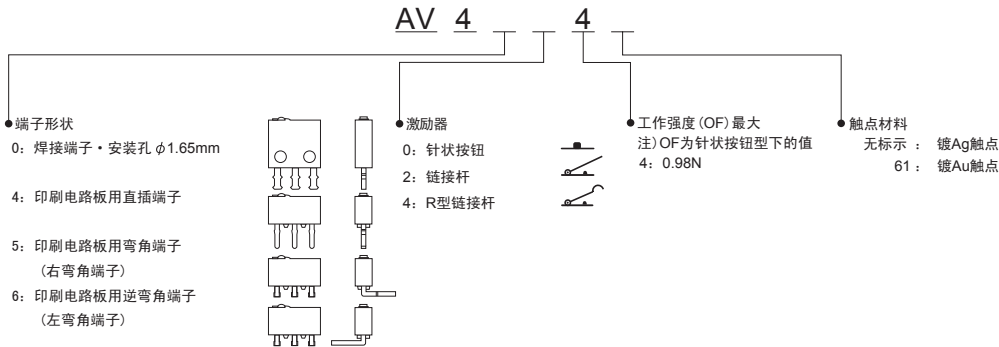 AV 4 4
端子形状
0：焊接端子・安装孔φ1.65mm
4：印刷电路板用直插端子
5：印刷电路板用弯角端子
(右弯角端子)
6：印刷电路板用逆弯角端子
(左弯角端子)
激励器
0：针状按钮
2：链接杆
4：R型链接杆
工作强度(OF)最大
注)OF为针状按钮型下的值
4：0.98N
触点材料
无标示： 镀Ag触点
61： 镀Au触点